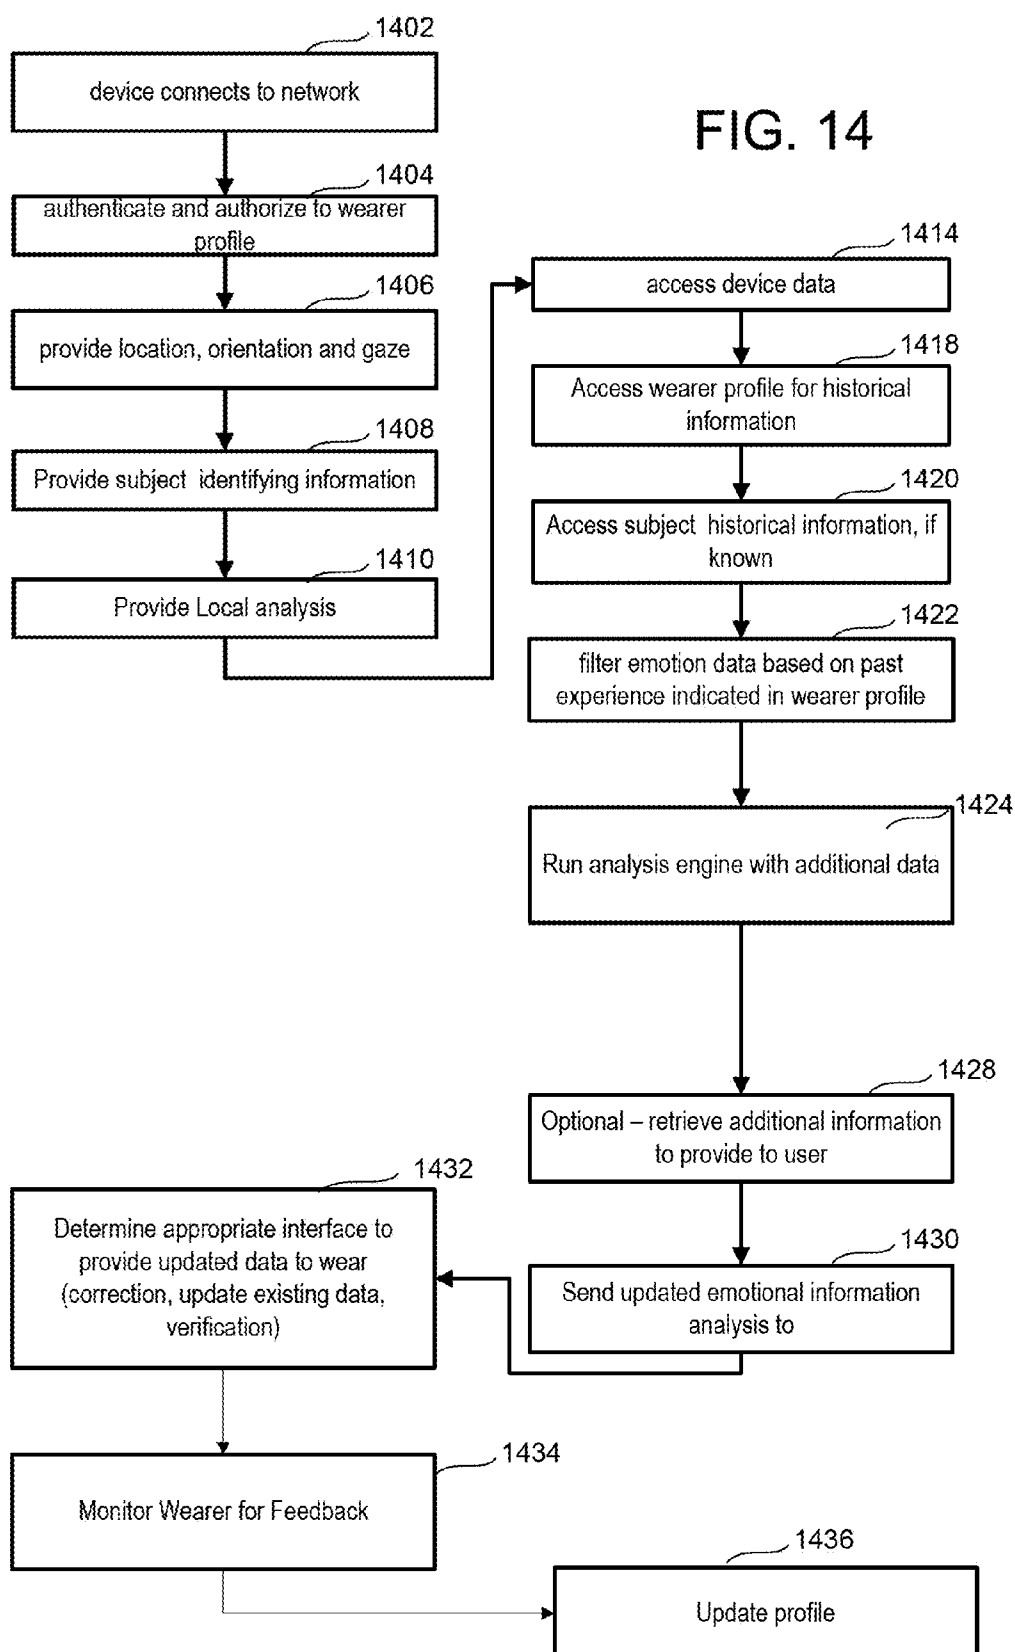 FIG. 14
1402
device connects to network
1404
authenticate and authorize to wearer
profile
1406
provide location, orientation and gaze
1408
Provide subject identifying information
1410
Provide Local analysis
1414
access device data
1418
Access wearer profile for historical
information
1420
Access subject historical information, if
known
1422
filter emotion data based on past
experience indicated in wearer profile
1424
Run analysis engine with additional data
1428
Optional – retrieve additional information
to provide to user
1430
Send updated emotional information
analysis to
1432
Determine appropriate interface to
provide updated data to wear
(correction, update existing data,
verification)
1434
Monitor Wearer for Feedback
1436
Update profile